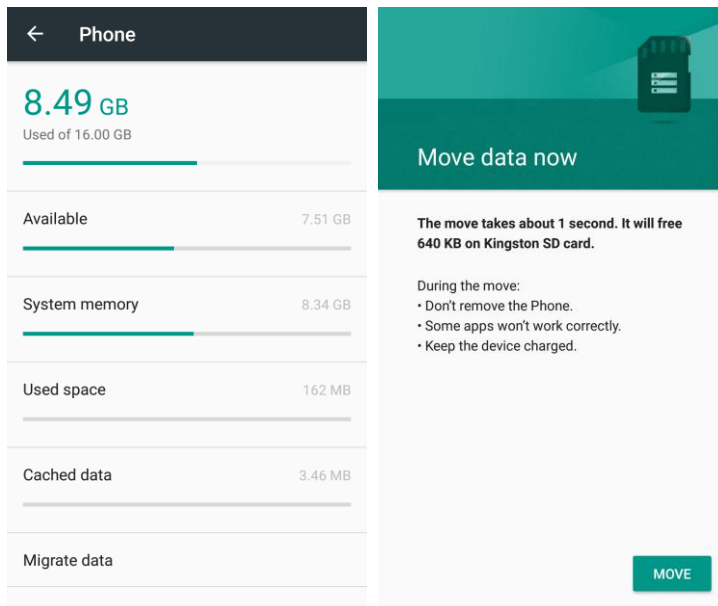 Phone
8.49 GB
Used of 16.00 GB
Available 7.51 GB
System memory 8.34 GB
Used space 162 MB
Cached data 3.46 MB
Migrate data
Move data now
The move takes about 1 second. It will free
640 KB on Kingston SD card.
During the move:
• Don't remove the Phone.
• Some apps won't work correctly.
• Keep the device charged.
MOVE